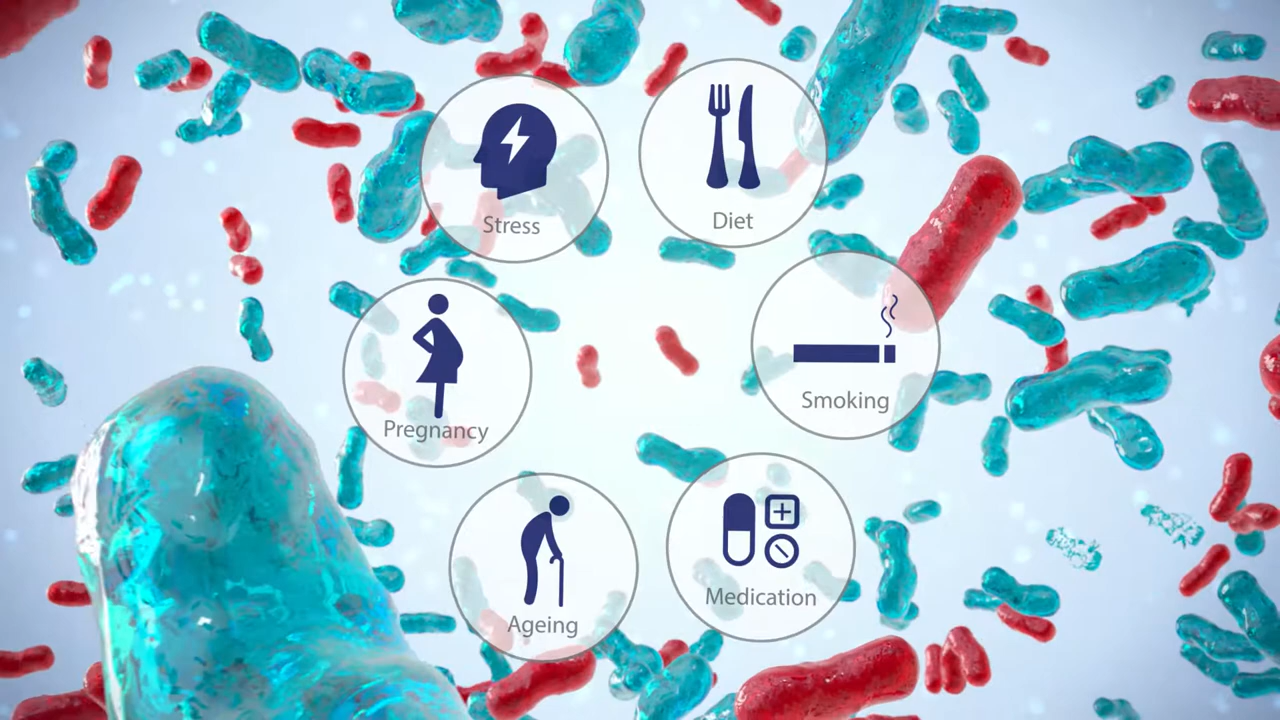 Stress
Diet
Pregnancy
Smoking
Ageing
Medication